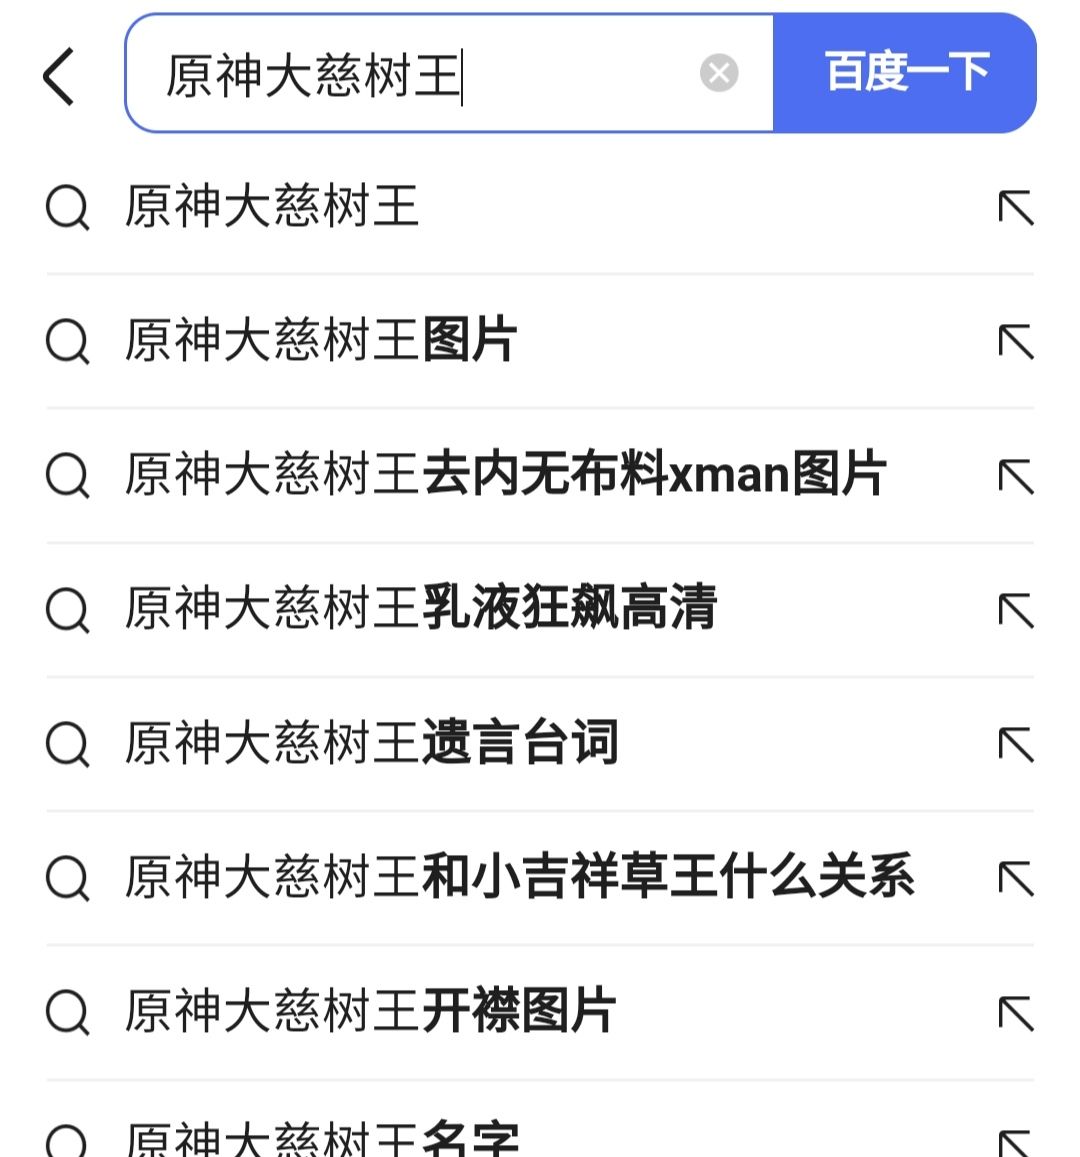 原神大慈树王 百度一下
原神大慈树王
原神大慈树王图片
原神大慈树王去内无布料xman图片
原神大慈树王乳液狂飙高清
原神大慈树王遗言台词
原神大慈树王和小吉祥草王什么关系
原神大慈树王开襟图片
原神大慈树王名字